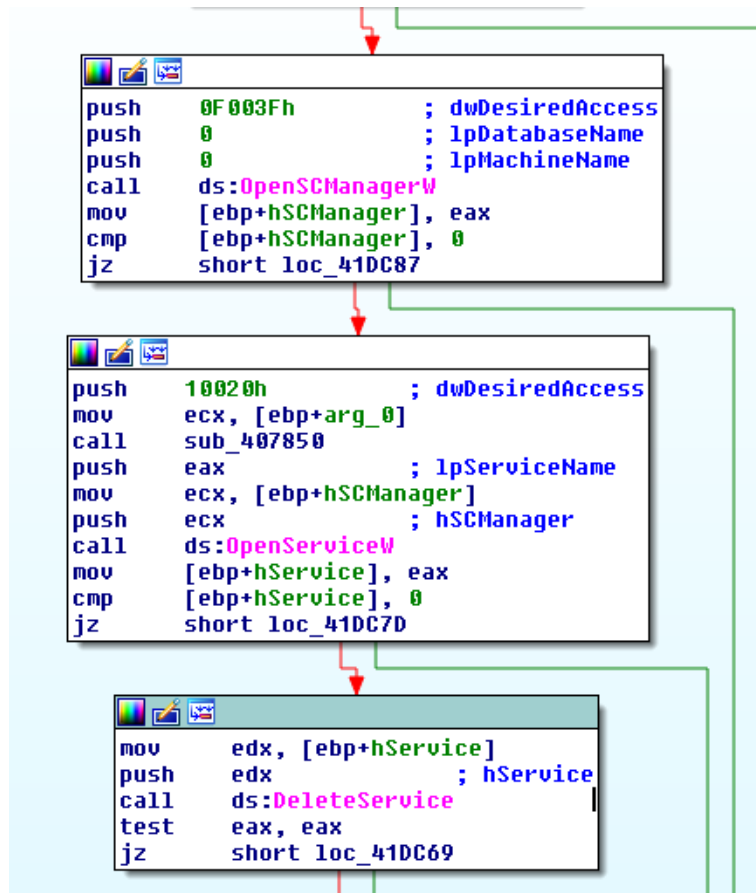 push 0F003Fh ; dwDesiredAccess
push 0 ; lpDatabaseName
push 0 ; lpMachineName
call ds:OpenSCManagerW
mov [ebp+hSCManager], eax
cmp [ebp+hSCManager], 0
jz short loc_41DC87
push 10020h ; dwDesiredAccess
mov ecx, [ebp+arg_0]
call sub_407850
push eax ; lpServiceName
mov ecx, [ebp+hSCManager]
push ecx ; hSCManager
call ds:OpenServiceW
mov [ebp+hService], eax
cmp [ebp+hService], 0
jz short loc_41DC7D
mov edx, [ebp+hService]
push edx ; hService
call ds:DeleteService
test eax, eax
jz short loc_41DC69